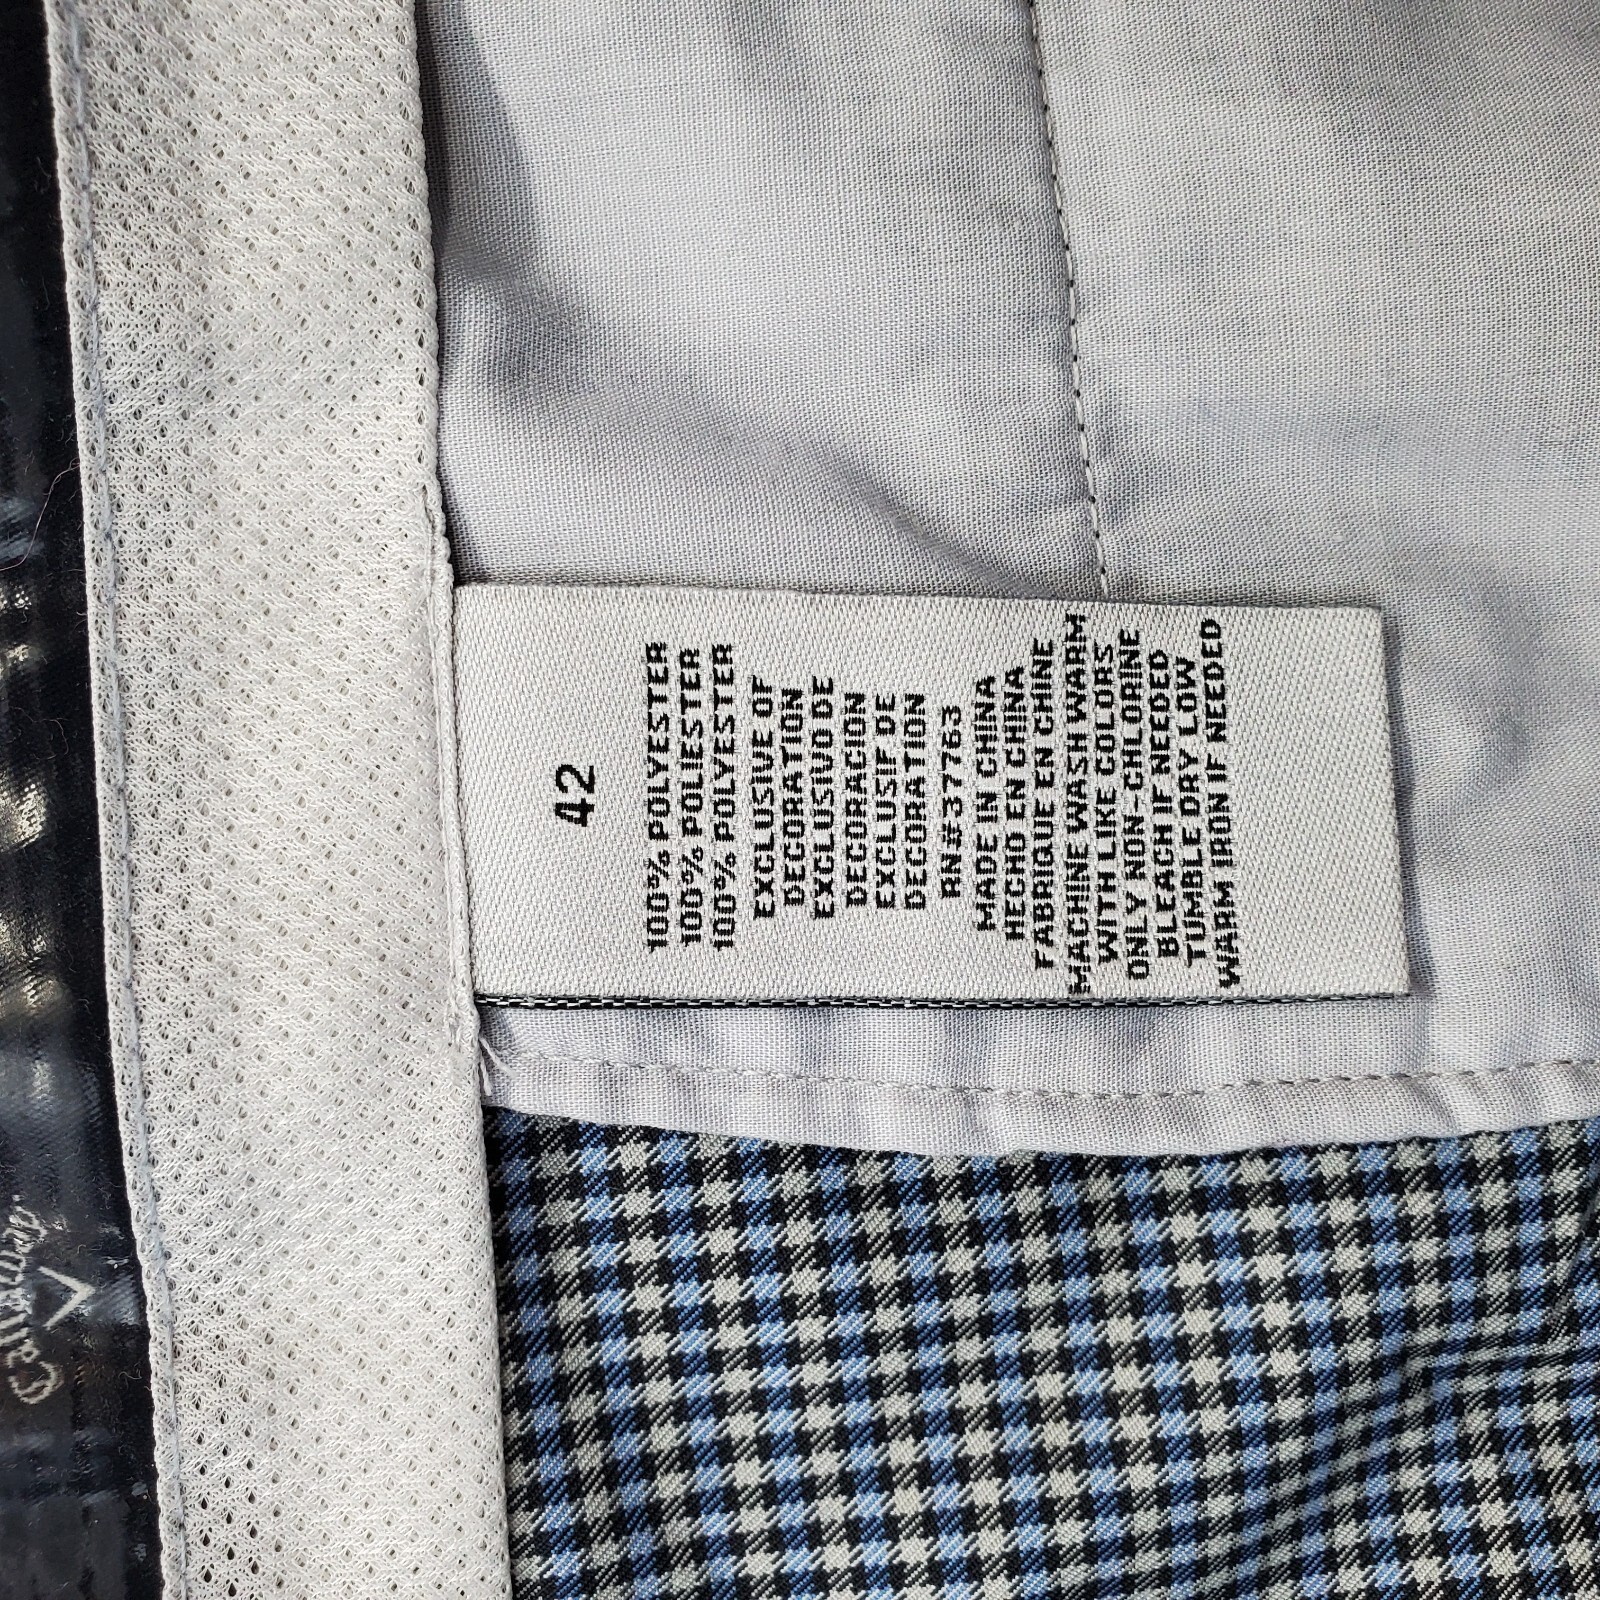 42
100% POLYESTER
100% POLIESTER
100% POLYESTER
EXCLUSIVE OF
DECORATION
EXCLUSIVO DE
DECORACION
EXCLUSIF DE
DECORATION
RN#37763
MADE IN CHINA
HECHO EN CHINA
FABRIQUE EN CHINE
MACHINE WASH WARM
WITH LIKE COLORS
ONLY NON-CHLORINE
BLEACH IF NEEDED
TUMBLE DRY LOW
WARM IRON IF NEEDED
Callaway